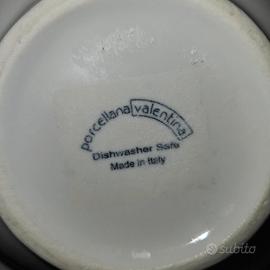 porcellana valentina
Dishwasher Safe
Made in Italy
subito